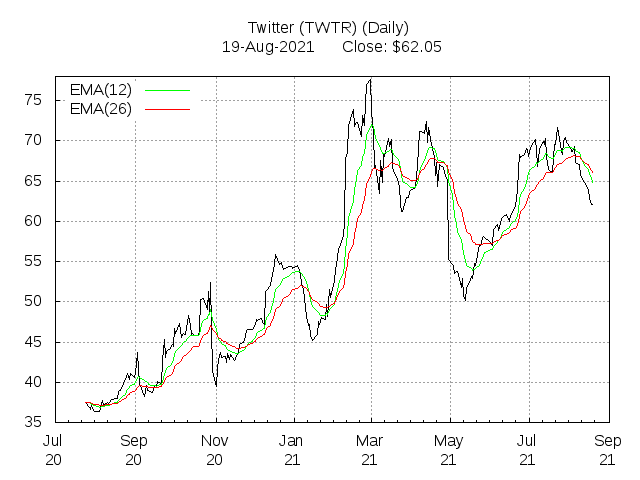 Twitter (TWTR) (Daily)
19-Aug-2021 Close: $62.05
EMA(12)
EMA(26)
75
70
65
60
55
50
45
40
35
Jul Sep Nov Jan Mar May Jul Sep
20 20 20 21 21 21 21 21